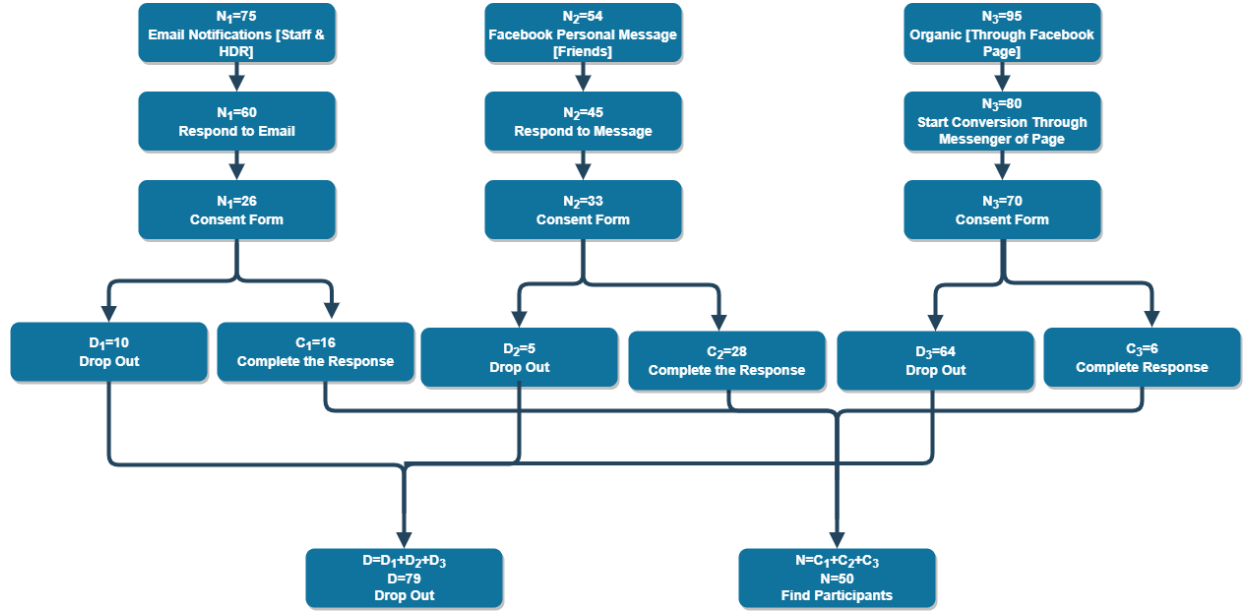 N₁=75
Email Notifications [Staff &
HDR]
N₂=54
Facebook Personal Message
[Friends]
N₃=95
Organic [Through Facebook
Page]
N₁=60
Respond to Email
N₂=45
Respond to Message
N₃=80
Start Conversion Through
Messenger of Page
N₁=26
Consent Form
N₂=33
Consent Form
N₃=70
Consent Form
D₁=10
Drop Out
C₁=16
Complete the Response
D₂=5
Drop Out
C₂=28
Complete the Response
D₃=64
Drop Out
C₃=6
Complete Response
D=D₁+D₂+D₃
D=79
Drop Out
N=C₁+C₂+C₃
N=50
Find Participants